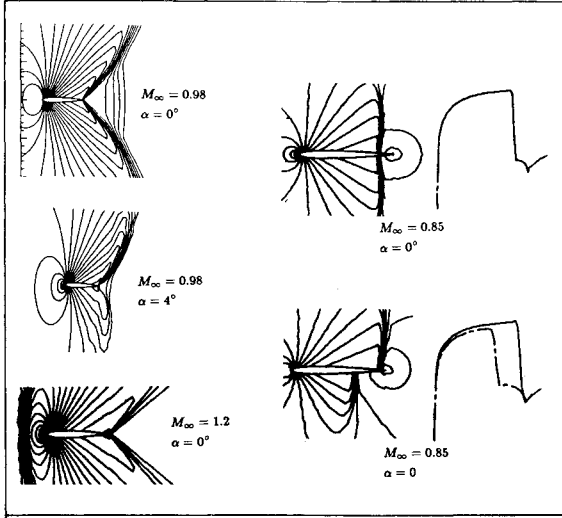 M∞ = 0.98
α = 0°
M∞ = 0.98
α = 4°
M∞ = 1.2
α = 0°
M∞ = 0.85
α = 0°
M∞ = 0.85
α = 0